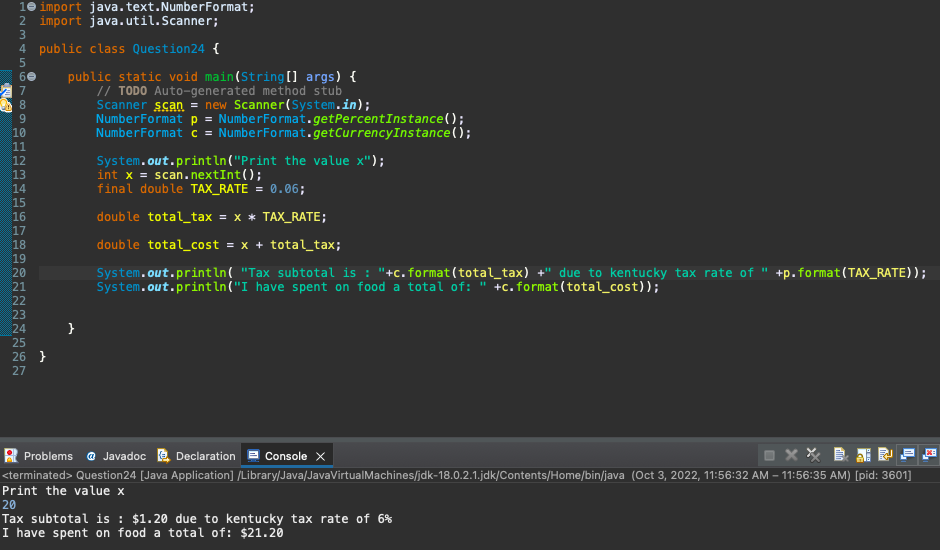 1 import java.text.NumberFormat;
2 import java.util.Scanner;
3
4 public class Question24 {
5
6     public static void main(String[] args) {
7         // TODO Auto-generated method stub
8         Scanner scan = new Scanner(System.in);
9         NumberFormat p = NumberFormat.getPercentInstance();
10         NumberFormat c = NumberFormat.getCurrencyInstance();
11
12         System.out.println("Print the value x");
13         int x = scan.nextInt();
14         final double TAX_RATE = 0.06;
15
16         double total_tax = x * TAX_RATE;
17
18         double total_cost = x + total_tax;
19
20         System.out.println( "Tax subtotal is : "+c.format(total_tax) +" due to kentucky tax rate of " +p.format(TAX_RATE));
21         System.out.println("I have spent on food a total of: " +c.format(total_cost));
22
23
24     }
25
26 }
27
Problems @ Javadoc Declaration Console
<terminated> Question24 [Java Application] /Library/Java/JavaVirtualMachines/jdk-18.0.2.1.jdk/Contents/Home/bin/java (Oct 3, 2022, 11:56:32 AM – 11:56:35 AM) [pid: 3601]
Print the value x
20
Tax subtotal is : $1.20 due to kentucky tax rate of 6%
I have spent on food a total of: $21.20